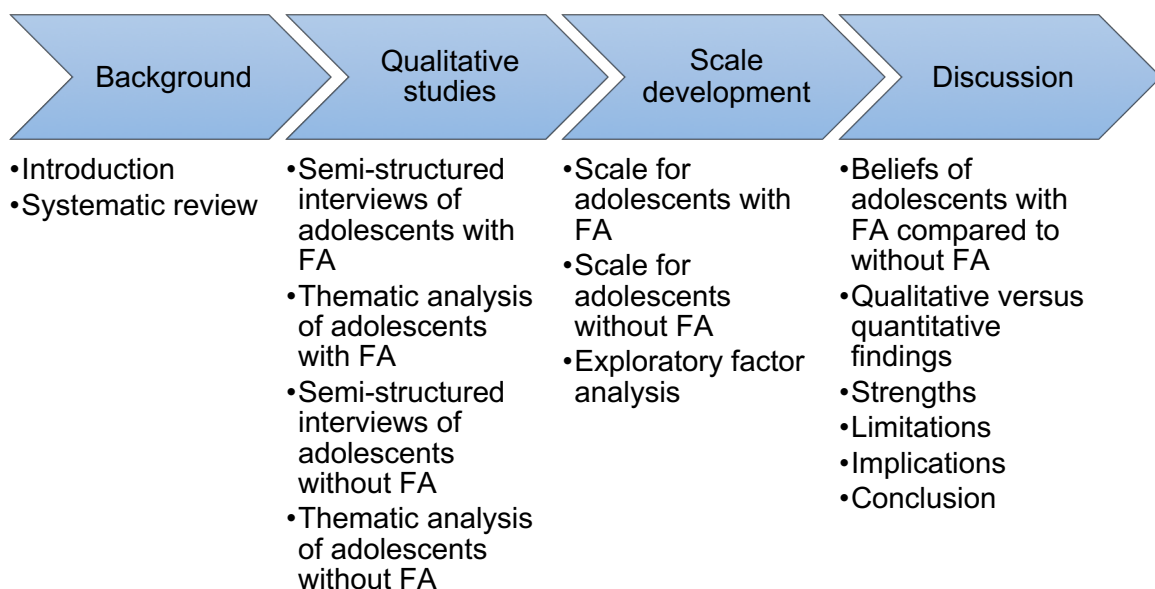 Background
Qualitative
studies
Scale
development
Discussion
•Introduction
•Systematic review
•Semi-structured
interviews of
adolescents with
FA
•Thematic analysis
of adolescents
with FA
•Semi-structured
interviews of
adolescents
without FA
•Thematic analysis
of adolescents
without FA
•Scale for
adolescents with
FA
•Scale for
adolescents
without FA
•Exploratory factor
analysis
•Beliefs of
adolescents with
FA compared to
without FA
•Qualitative versus
quantitative
findings
•Strengths
•Limitations
•Implications
•Conclusion